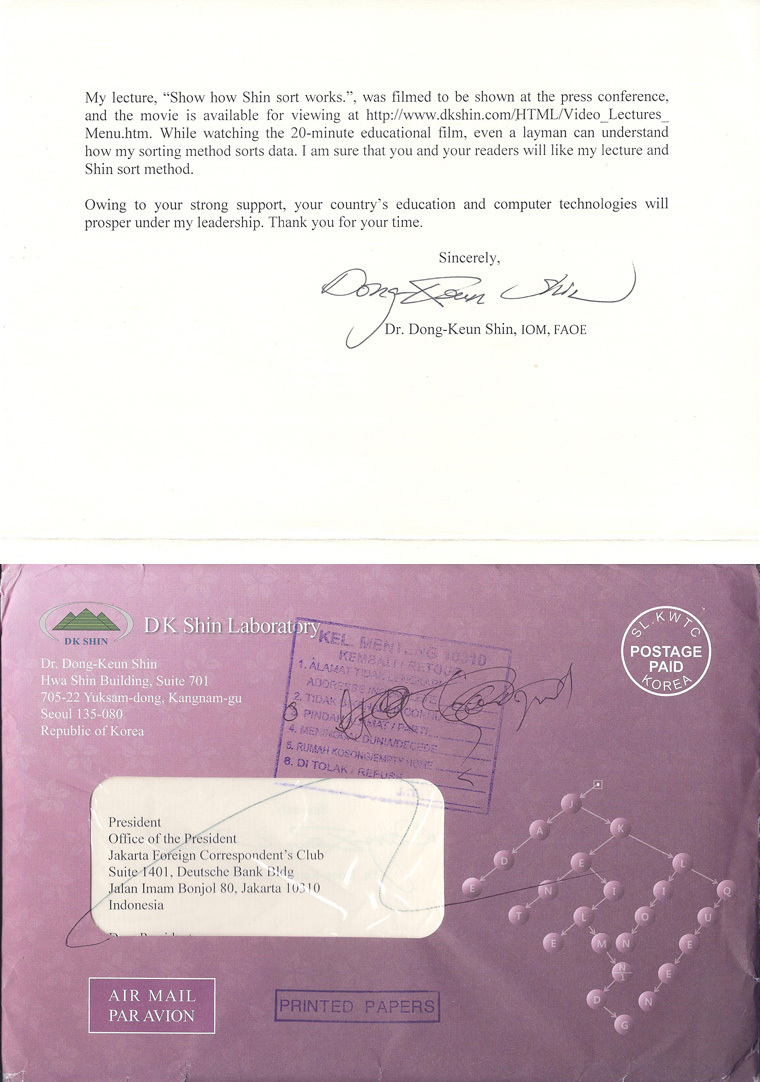 My lecture, “Show how Shin sort works.”, was filmed to be shown at the press conference,
and the movie is available for viewing at http://www.dkshin.com/HTML/Video_Lectures_
Menu.htm. While watching the 20-minute educational film, even a layman can understand
how my sorting method sorts data. I am sure that you and your readers will like my lecture and
Shin sort method.
Owing to your strong support, your country’s education and computer technologies will
prosper under my leadership. Thank you for your time.
Sincerely,
Dong-Keun Shin
Dr. Dong-Keun Shin, IOM, FAOE
DK SHIN
DK Shin Laboratory
Dr. Dong-Keun Shin
Hwa Shin Building, Suite 701
705-22 Yuksam-dong, Kangnam-gu
Seoul 135-080
Republic of Korea
KEL. MENTENG 10310
KEMBALI / RETOUR
1. ALAMAT TIDAK LENGKAP
2. TIDAK
3. PINDAH ALAMAT / PARTI
4. MENINGGAL DUNIA/DECEDE
5. RUMAH KOSONG/EMPTY HOME
6. DI TOLAK / REFUSE
SL.KWTC
POSTAGE
PAID
KOREA
President
Office of the President
Jakarta Foreign Correspondent’s Club
Suite 1401, Deutsche Bank Bldg
Jalan Imam Bonjol 80, Jakarta 10310
Indonesia
J
A K
D E L
E N I I Q
T L O U
E M N E
N E
D N
G
AIR MAIL
PAR AVION
PRINTED PAPERS